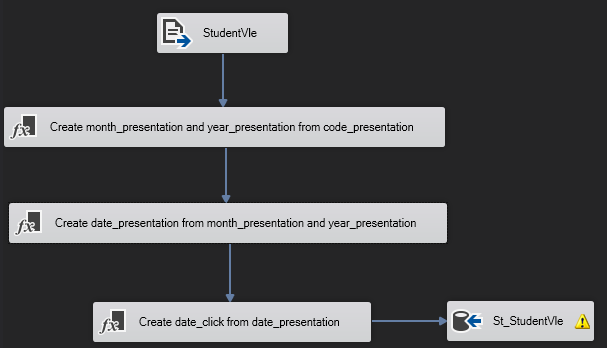 StudentVle
Create month_presentation and year_presentation from code_presentation
Create date_presentation from month_presentation and year_presentation
Create date_click from date_presentation
St_StudentVle